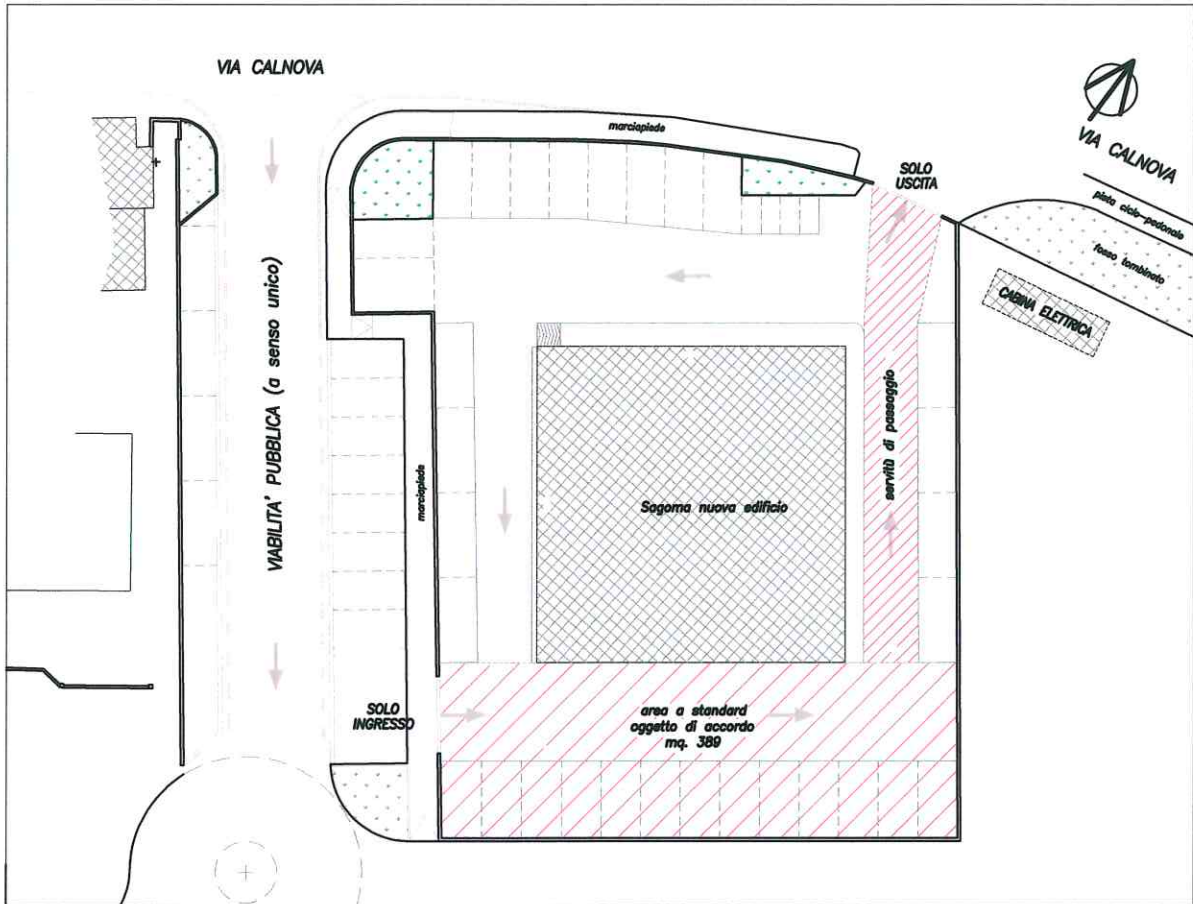 VIA CALNOVA
marciapiede
SOLO
USCITA
VIA CALNOVA
pista ciclo-pedonale
fosso tombinato
CABINA ELETTRICA
VIABILITA' PUBBLICA (a senso unico)
marciapiede
servitù di passaggio
Sagoma nuova edificio
SOLO
INGRESSO
area a standard
oggetto di accordo
mq. 389